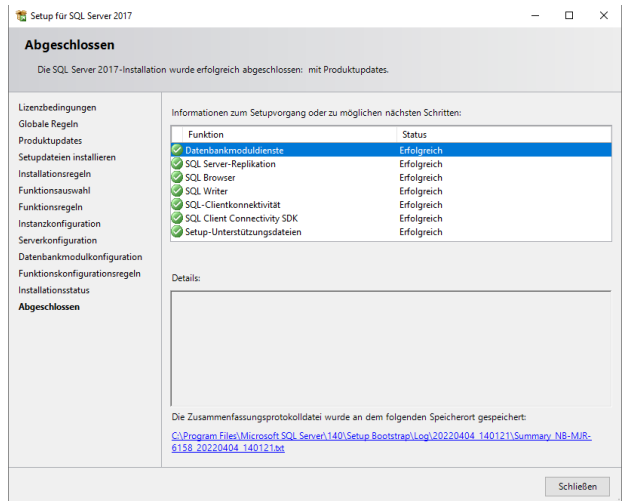 Setup für SQL Server 2017
Abgeschlossen
Die SQL Server 2017-Installation wurde erfolgreich abgeschlossen: mit Produktupdates.
Lizenzbedingungen
Globale Regeln
Produktupdates
Setupdateien installieren
Installationsregeln
Funktionsauswahl
Funktionsregeln
Instanzkonfiguration
Serverkonfiguration
Datenbankmodulkonfiguration
Funktionskonfigurationsregeln
Installationsstatus
Abgeschlossen
Informationen zum Setupvorgang oder zu möglichen nächsten Schritten:
Funktion Status
Datenbankmoduldienste Erfolgreich
SQL Server-Replikation Erfolgreich
SQL Browser Erfolgreich
SQL Writer Erfolgreich
SQL-Clientkonnektivität Erfolgreich
SQL Client Connectivity SDK Erfolgreich
Setup-Unterstützungsdateien Erfolgreich
Details:
Die Zusammenfassungsprotokolldatei wurde an dem folgenden Speicherort gespeichert:
C:\Program Files\Microsoft SQL Server\140\Setup Bootstrap\Log\20220404_140121\Summary_NB-MJR-
6158_20220404_140121.txt
Schließen